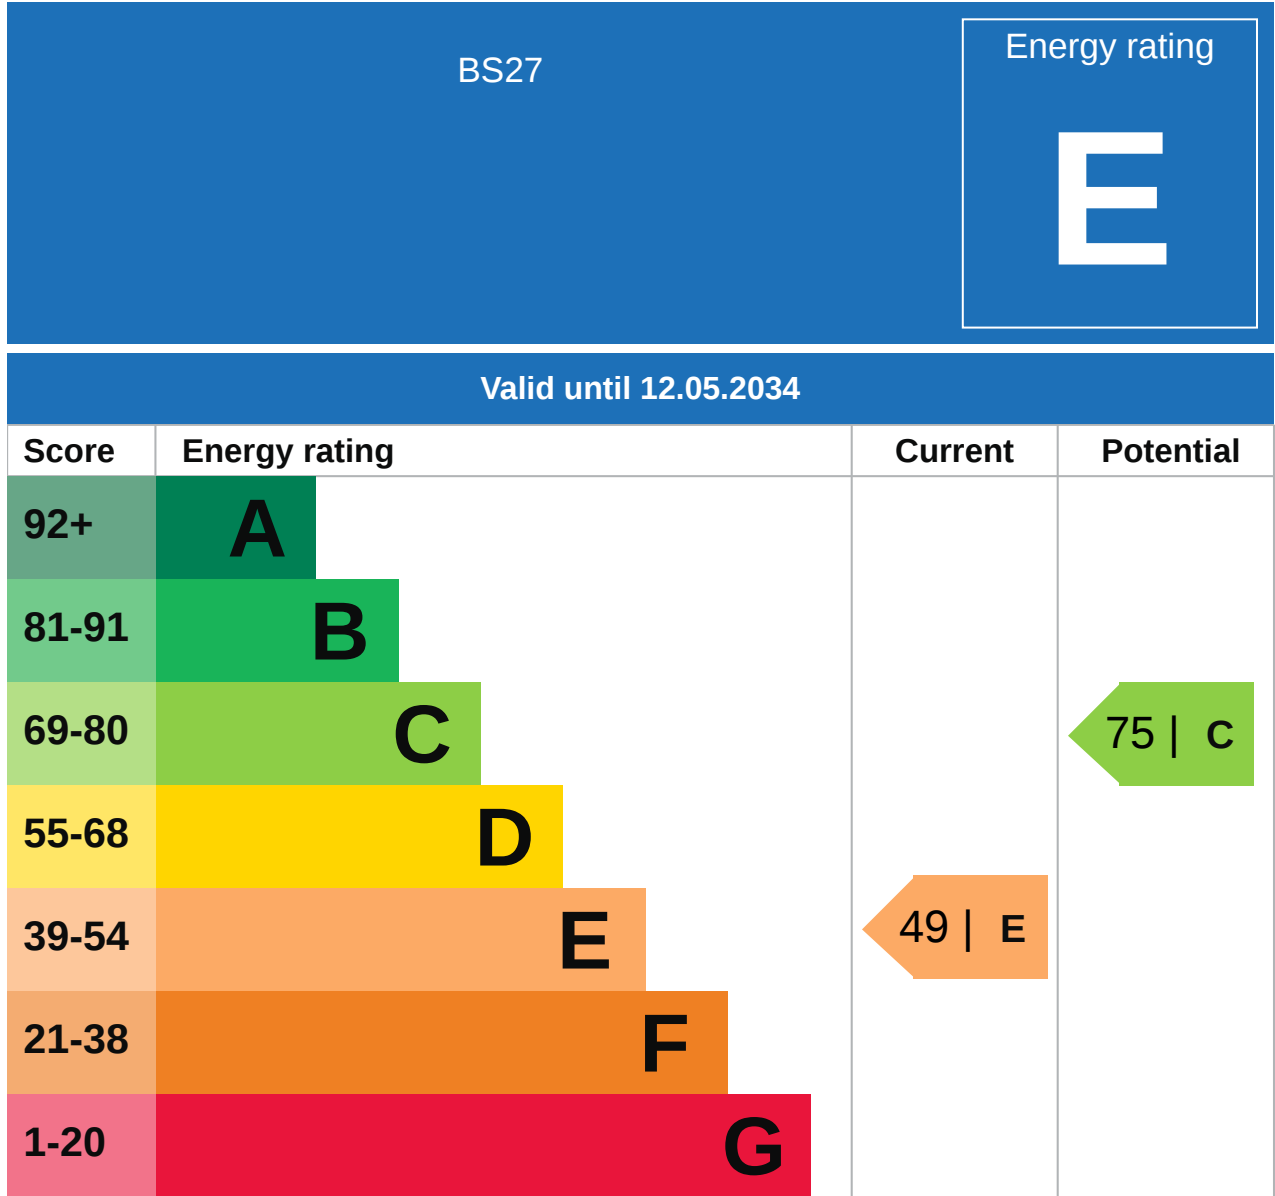 BS27
Energy rating
E
Valid until 12.05.2034
Score Energy rating Current Potential
92+ A
81-91 B
69-80 C 75 | C
55-68 D
39-54 E 49 | E
21-38 F
1-20 G